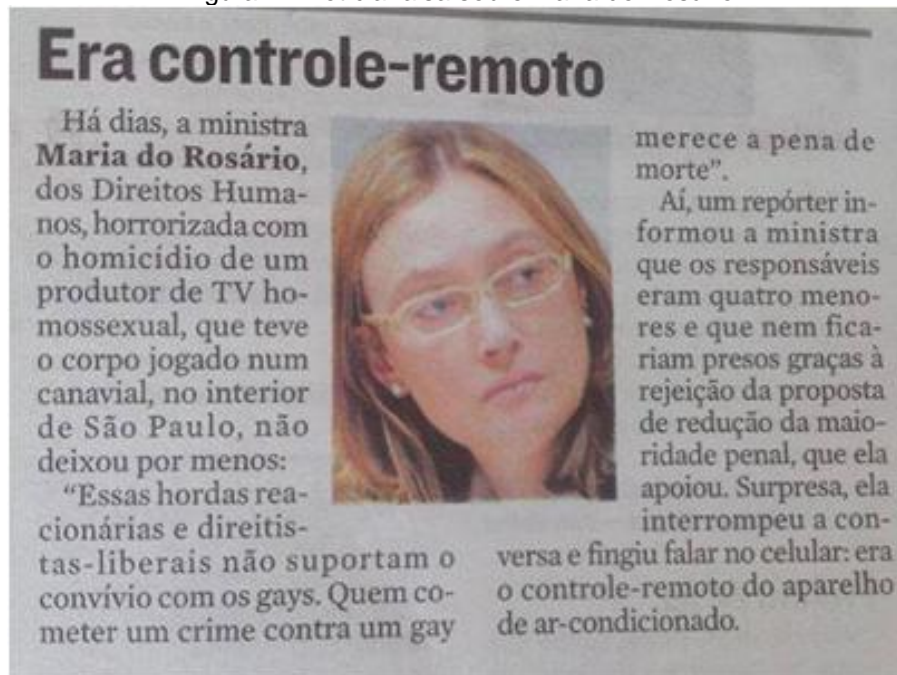 Era controle-remoto
Há dias, a ministra
Maria do Rosário,
dos Direitos Huma-
nos, horrorizada com
o homicídio de um
produtor de TV ho-
mossexual, que teve
o corpo jogado num
canavial, no interior
de São Paulo, não
deixou por menos:
“Essas hordas rea-
cionárias e direitis-
tas-liberais não suportam o
convívio com os gays. Quem co-
meter um crime contra um gay
merece a pena de
morte”.
Aí, um repórter in-
formou a ministra
que os responsáveis
eram quatro meno-
res e que nem fica-
riam presos graças à
rejeição da proposta
de redução da maio-
ridade penal, que ela
apoiou. Surpresa, ela
interrompeu a con-
versa e fingiu falar no celular: era
o controle-remoto do aparelho
de ar-condicionado.